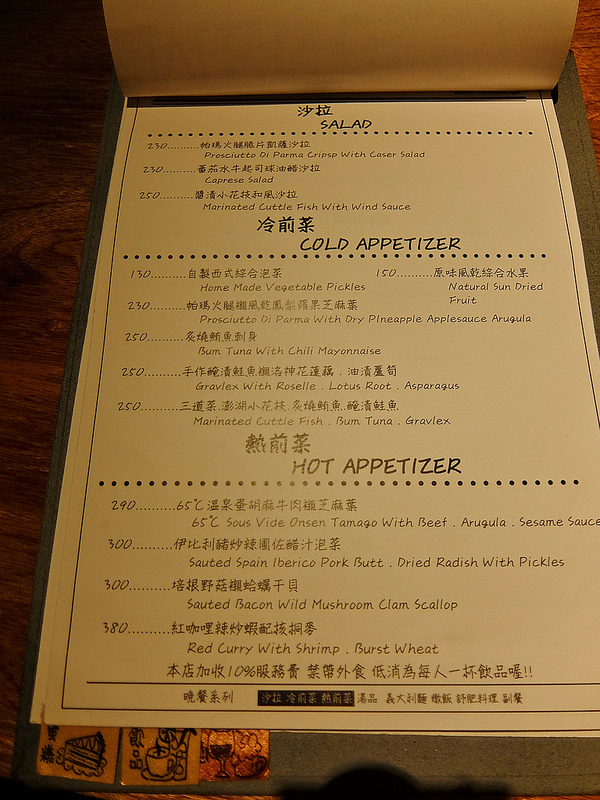 沙拉
SALAD
230..........帕瑪火腿脆片凱薩沙拉
Prosciutto Di Parma Cripsp With Caser Salad
230..........蕃茄水牛起司球油醋沙拉
Caprese Salad
250..........醬漬小花枝和風沙拉
Marinated Cuttle Fish With Wind Sauce
冷前菜
COLD APPETIZER
130..........自製西式綜合泡菜
Home Made Vegetable Pickles
150..........原味風乾綜合水果
Natural Sun Dried
Fruit
230..........帕瑪火腿襯風乾鳳梨蘋果芝麻葉
Prosciutto Di Parma With Dry PIneapple Applesauce Arugula
250..........炙燒鮪魚刺身
Bum Tuna With Chili Mayonnaise
250..........手作醃漬鮭魚襯洛神花蓮藕．油漬蘆筍
Gravlex With Roselle . Lotus Root . Asparagus
250..........三道菜.澎湖小花枝.炙燒鮪魚.醃漬鮭魚
Marinated Cuttle Fish . Bum Tuna . Gravlex
熱前菜
HOT APPETIZER
290..........65℃溫泉蛋胡麻牛肉襯芝麻葉
65℃ Sous Vide Onsen Tamago With Beef . Arugula . Sesame Sauce
300..........伊比利豬炒辣圃佐醋汁泡菜
Sauted Spain Iberico Pork Butt . Dried Radish With Pickles
300..........培根野菇襯蛤蠣干貝
Sauted Bacon Wild Mushroom Clam Scallop
380..........紅咖哩辣炒蝦配核桐麥
Red Curry With Shrimp . Burst Wheat
本店加收10%服務費 禁帶外食 低消為每人一杯飲品喔!!
晚餐系列 沙拉 冷前菜 熱前菜 湯品 義大利麵 燉飯 舒肥料理 副餐
飲品